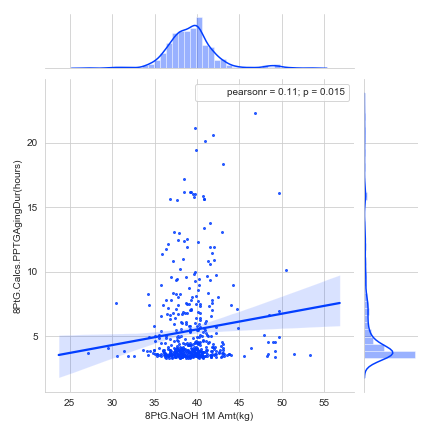 pearsonr = 0.11; p = 0.015
20
15
10
5
8PtG.Calcs.PPTGAgingDur(hours)
25 30 35 40 45 50 55
8PtG.NaOH 1M Amt(kg)